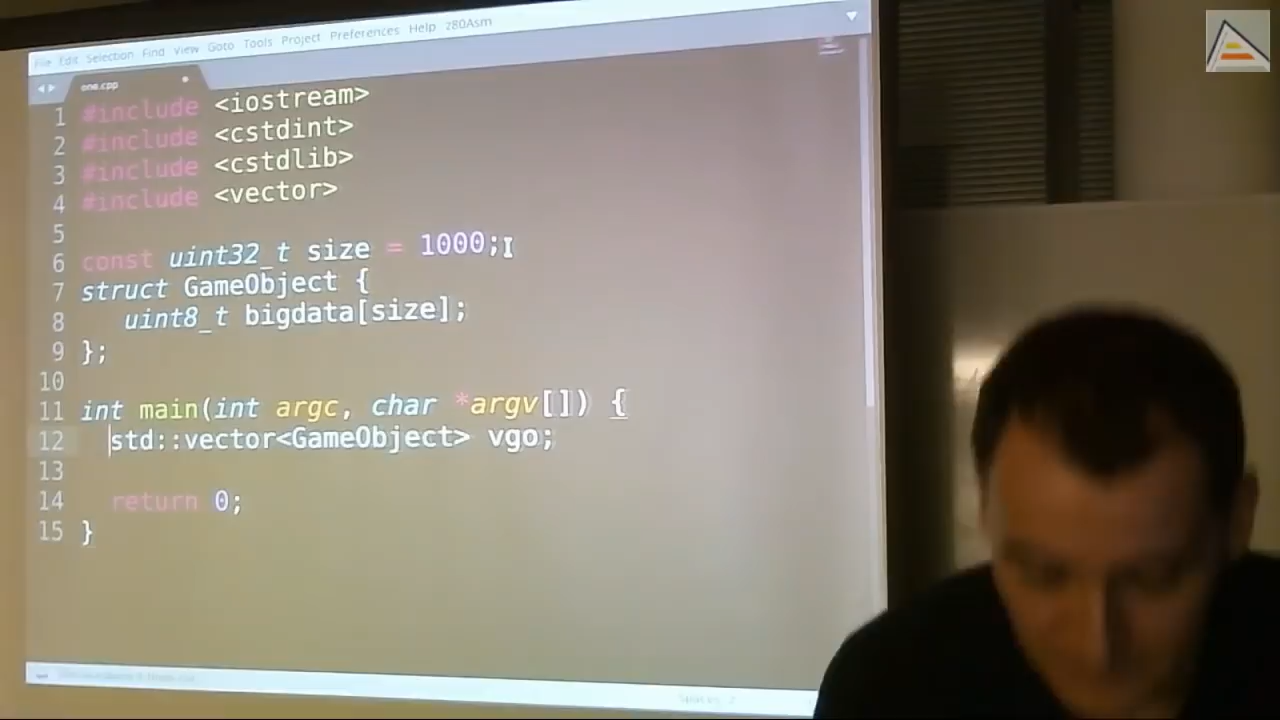 File Edit Selection Find View Goto Tools Project Preferences Help z80Asm
one.cpp
1 #include <iostream>
2 #include <cstdint>
3 #include <cstdlib>
4 #include <vector>
5
6 const uint32_t size = 1000;
7 struct GameObject {
8 uint8_t bigdata[size];
9 };
10
11 int main(int argc, char *argv[]) {
12 std::vector<GameObject> vgo;
13
14 return 0;
15 }